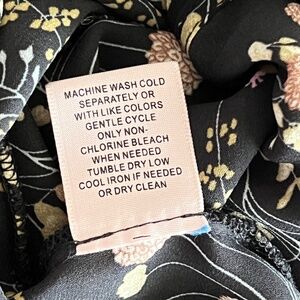 MACHINE WASH COLD
SEPARATELY OR
WITH LIKE COLORS
GENTLE CYCLE
ONLY NON-
CHLORINE BLEACH
WHEN NEEDED
TUMBLE DRY LOW
COOL IRON IF NEEDED
OR DRY CLEAN